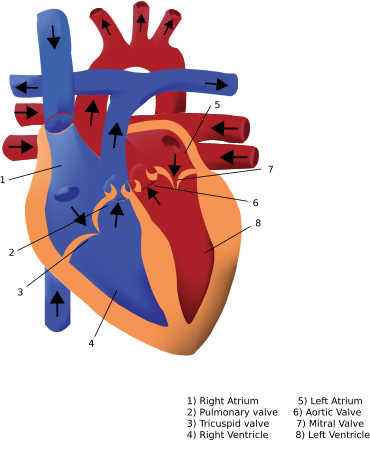 5
1
7
6
8
2
3
4
1) Right Atrium 5) Left Atrium
2) Pulmonary valve 6) Aortic Valve
3) Tricuspid valve 7) Mitral Valve
4) Right Ventricle 8) Left Ventricle